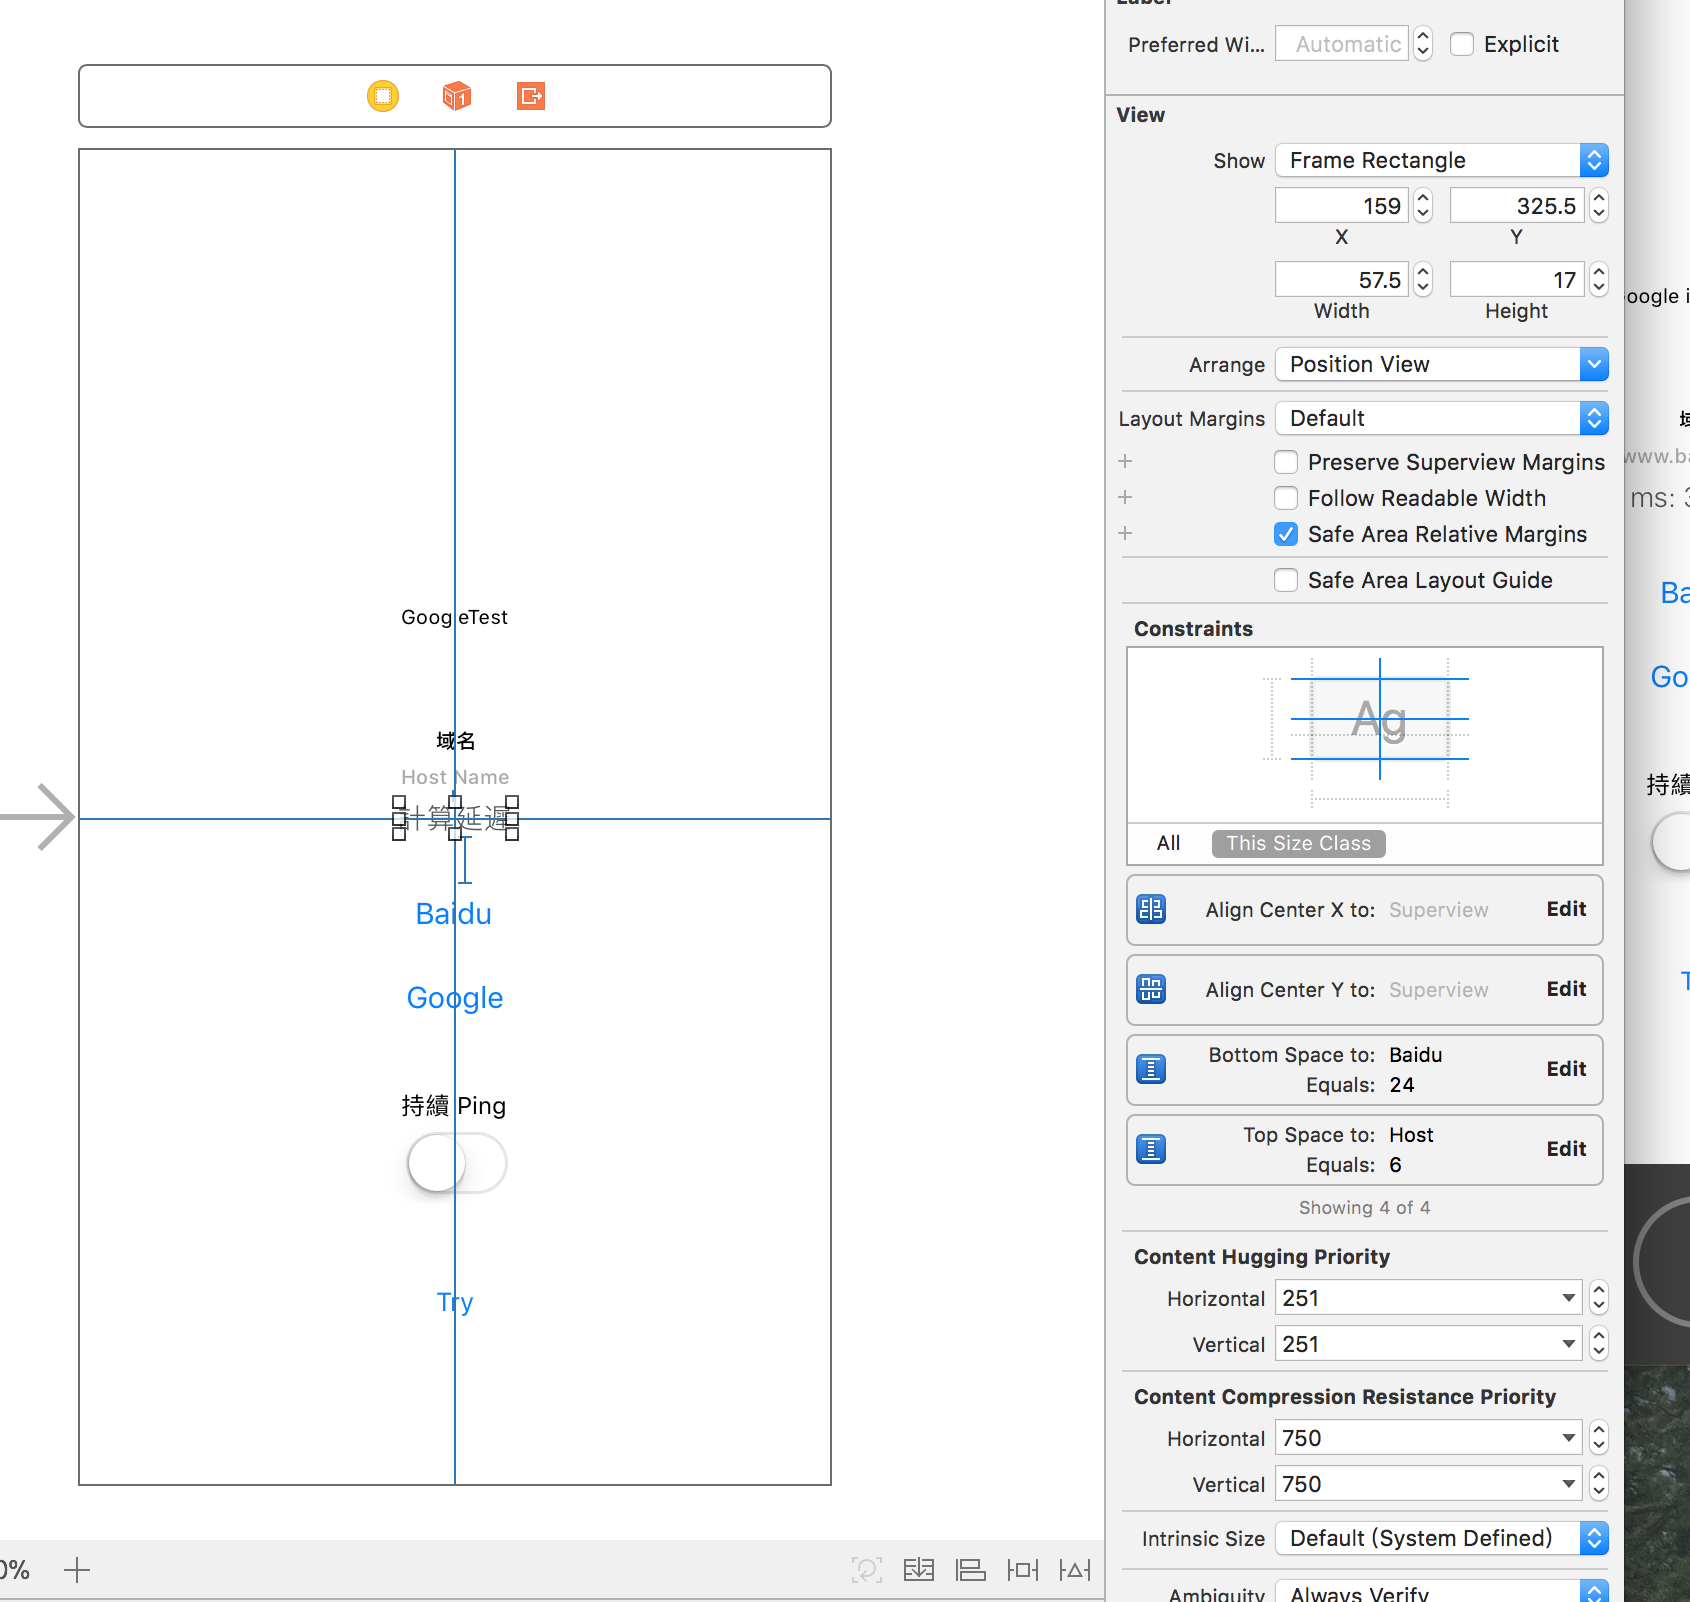 GoogleTest
域名
Host Name
計算延遲
Baidu
Google
持續 Ping
Try
0%
Label
Preferred Wi... Automatic Explicit
View
Show Frame Rectangle
159 325.5
X Y
57.5 17
Width Height
Arrange Position View
Layout Margins Default
Preserve Superview Margins
Follow Readable Width
Safe Area Relative Margins
Safe Area Layout Guide
Constraints
Ag
All This Size Class
Align Center X to: Superview Edit
Align Center Y to: Superview Edit
Bottom Space to: Baidu Edit
Equals: 24
Top Space to: Host Edit
Equals: 6
Showing 4 of 4
Content Hugging Priority
Horizontal 251
Vertical 251
Content Compression Resistance Priority
Horizontal 750
Vertical 750
Intrinsic Size Default (System Defined)
Ambiguity Always Verify
oogle i
www.ba
ms: 3
Ba
Go
持續
T